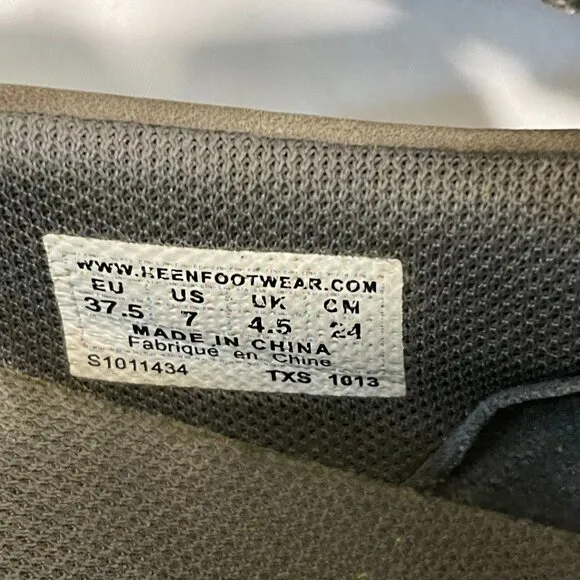 WWW.KEENFOOTWEAR.COM
EU US UK CM
37.5 7 4.5 24
MADE IN CHINA
Fabrique en Chine
S1011434 TXS 1013